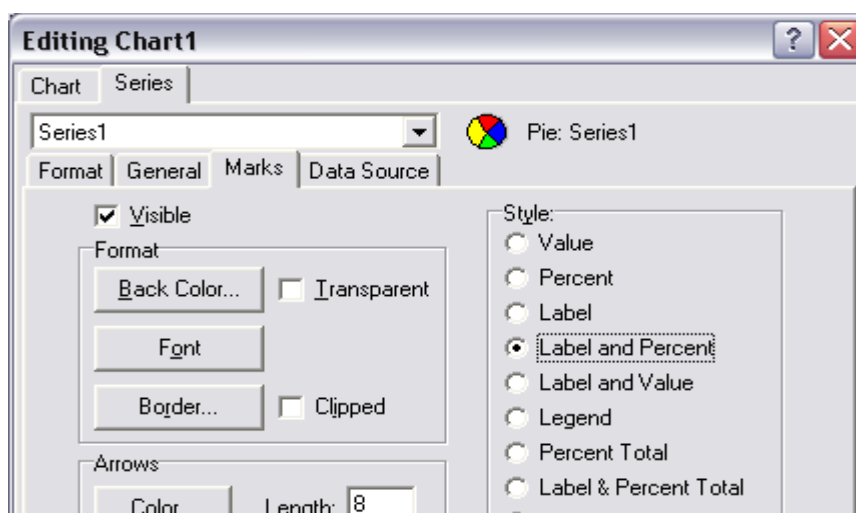 Editing Chart1
?
Chart Series
Series1 Pie: Series1
Format General Marks Data Source
Visible
Format
Back Color... Transparent
Font
Border... Clipped
Arrows
Color... Length: 8
Style:
Value
Percent
Label
Label and Percent
Label and Value
Legend
Percent Total
Label & Percent Total